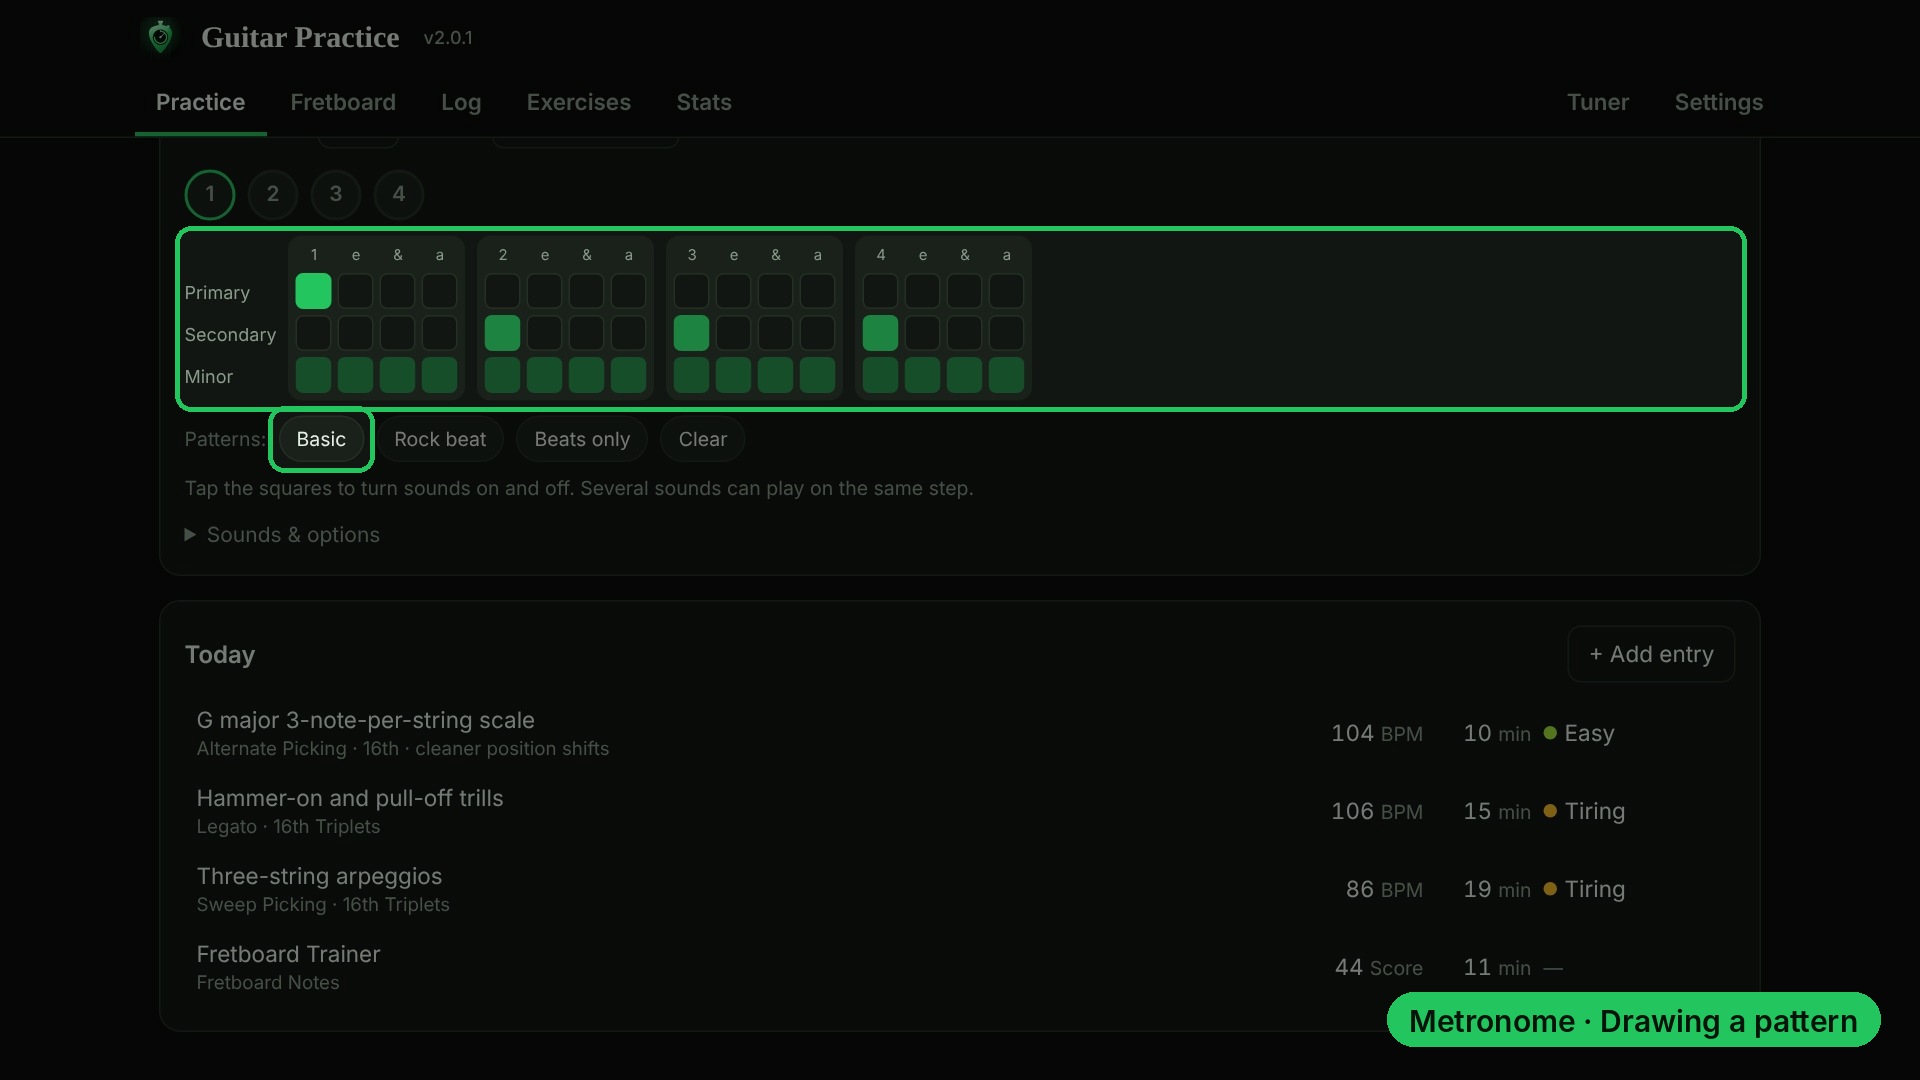 Guitar Practice v2.0.1
Practice Fretboard Log Exercises Stats Tuner Settings
1 2 3 4
1 e & a 2 e & a 3 e & a 4 e & a
Primary
Secondary
Minor
Patterns: Basic Rock beat Beats only Clear
Tap the squares to turn sounds on and off. Several sounds can play on the same step.
Sounds & options
Today + Add entry
G major 3-note-per-string scale 104 BPM 10 min Easy
Alternate Picking · 16th · cleaner position shifts
Hammer-on and pull-off trills 106 BPM 15 min Tiring
Legato · 16th Triplets
Three-string arpeggios 86 BPM 19 min Tiring
Sweep Picking · 16th Triplets
Fretboard Trainer 44 Score 11 min —
Fretboard Notes
Metronome · Drawing a pattern